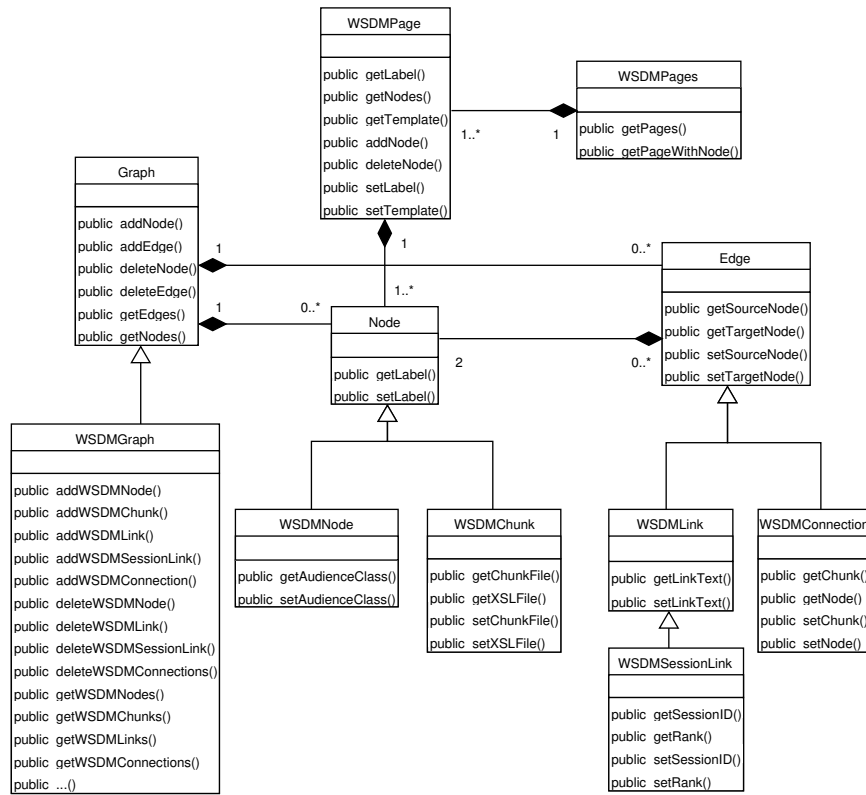 WSDMPage
public getLabel()
public getNodes()
public getTemplate()
public addNode()
public deleteNode()
public setLabel()
public setTemplate()
WSDMPages
public getPages()
public getPageWithNode()
1..*
1
Graph
public addNode()
public addEdge()
public deleteNode()
public deleteEdge()
public getEdges()
public getNodes()
1
1
0..*
1..*
1
0..*
Node
public getLabel()
public setLabel()
2
0..*
Edge
public getSourceNode()
public getTargetNode()
public setSourceNode()
public setTargetNode()
WSDMGraph
public addWSDMNode()
public addWSDMChunk()
public addWSDMLink()
public addWSDMSessionLink()
public addWSDMConnection()
public deleteWSDMNode()
public deleteWSDMLink()
public deleteWSDMSessionLink()
public deleteWSDMConnections()
public getWSDMNodes()
public getWSDMChunks()
public getWSDMLinks()
public getWSDMConnections()
public ...()
WSDMNode
public getAudienceClass()
public setAudienceClass()
WSDMChunk
public getChunkFile()
public getXSLFile()
public setChunkFile()
public setXSLFile()
WSDMLink
public getLinkText()
public setLinkText()
WSDMConnection
public getChunk()
public getNode()
public setChunk()
public setNode()
WSDMSessionLink
public getSessionID()
public getRank()
public setSessionID()
public setRank()